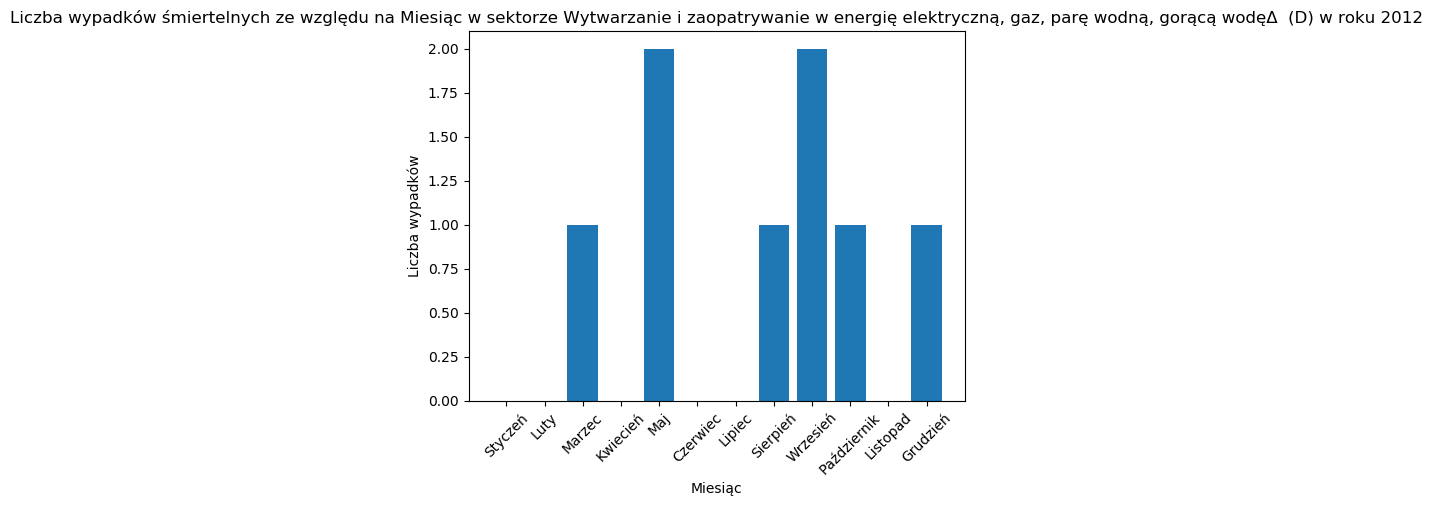 Liczba wypadków śmiertelnych ze względu na Miesiąc w sektorze Wytwarzanie i zaopatrywanie w energię elektryczną, gaz, parę wodną, gorącą wodęΔ  (D) w roku 2012
Liczba wypadków
2.00
1.75
1.50
1.25
1.00
0.75
0.50
0.25
0.00
Styczeń
Luty
Marzec
Kwiecień
Maj
Czerwiec
Lipiec
Sierpień
Wrzesień
Październik
Listopad
Grudzień
Miesiąc